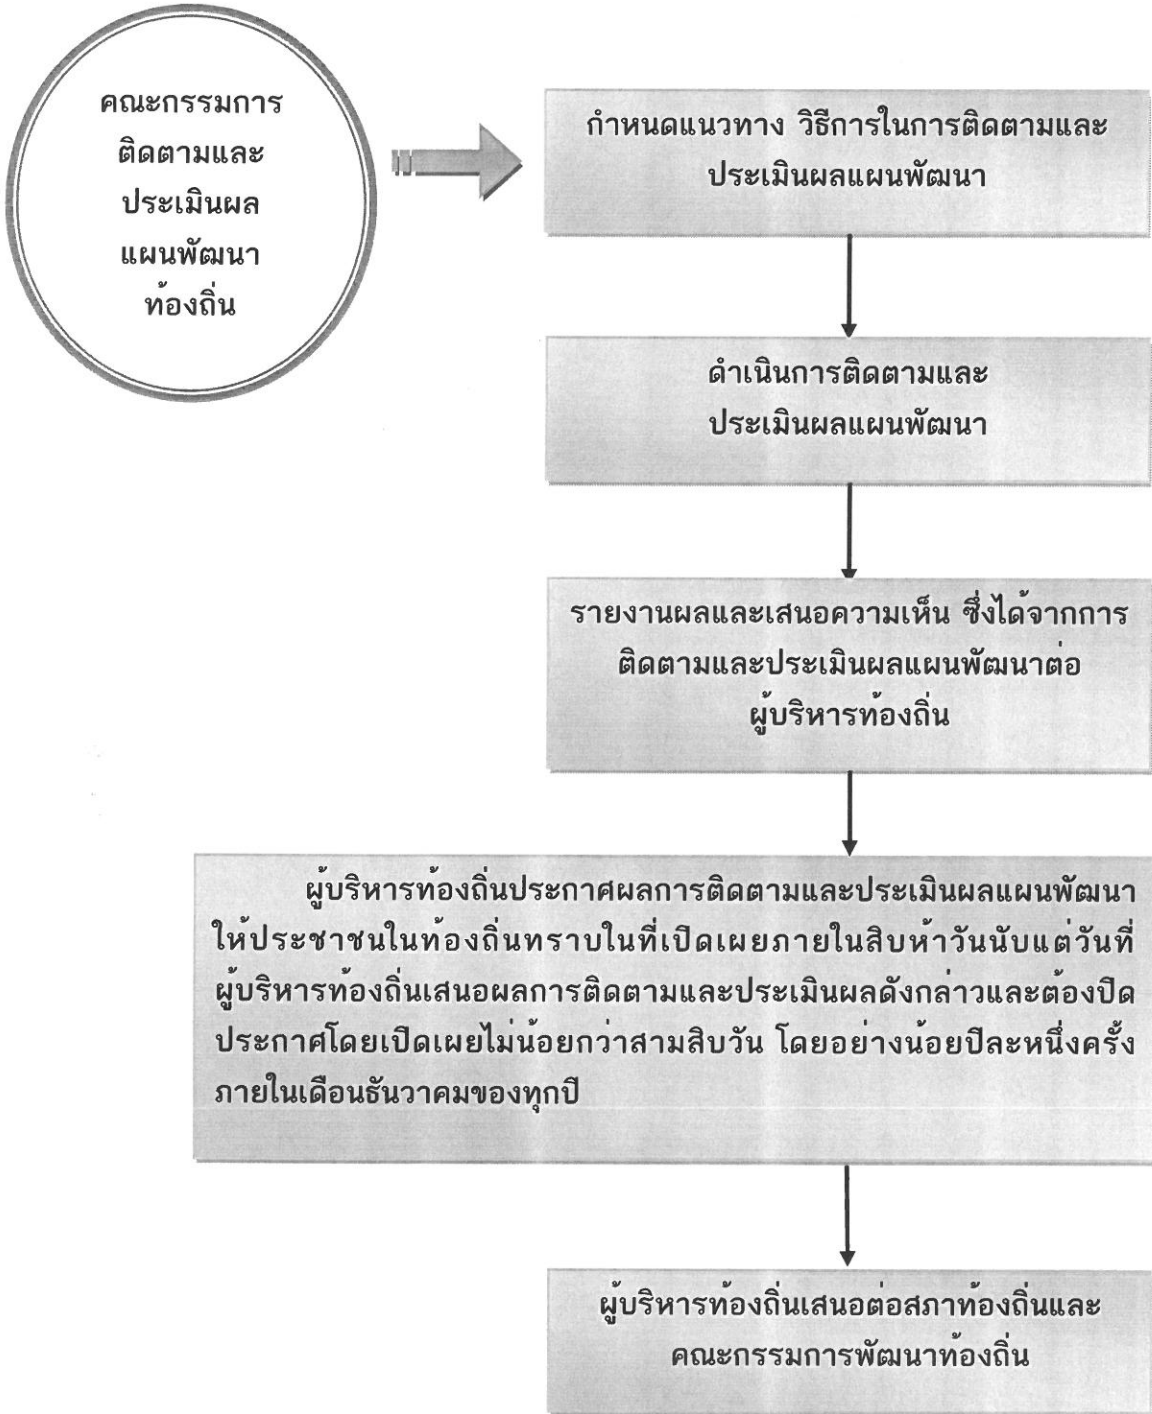 คณะกรรมการ
ติดตามและ
ประเมินผล
แผนพัฒนา
ท้องถิ่น
กำหนดแนวทาง วิธีการในการติดตามและ
ประเมินผลแผนพัฒนา
ดำเนินการติดตามและ
ประเมินผลแผนพัฒนา
รายงานผลและเสนอความเห็น ซึ่งได้จากการ
ติดตามและประเมินผลแผนพัฒนาต่อ
ผู้บริหารท้องถิ่น
ผู้บริหารท้องถิ่นประกาศผลการติดตามและประเมินผลแผนพัฒนา
ให้ประชาชนในท้องถิ่นทราบในที่เปิดเผยภายในสิบห้าวันนับแต่วันที่
ผู้บริหารท้องถิ่นเสนอผลการติดตามและประเมินผลดังกล่าวและต้องปิด
ประกาศโดยเปิดเผยไม่น้อยกว่าสามสิบวัน โดยอย่างน้อยปีละหนึ่งครั้ง
ภายในเดือนธันวาคมของทุกปี
ผู้บริหารท้องถิ่นเสนอต่อสภาท้องถิ่นและ
คณะกรรมการพัฒนาท้องถิ่น